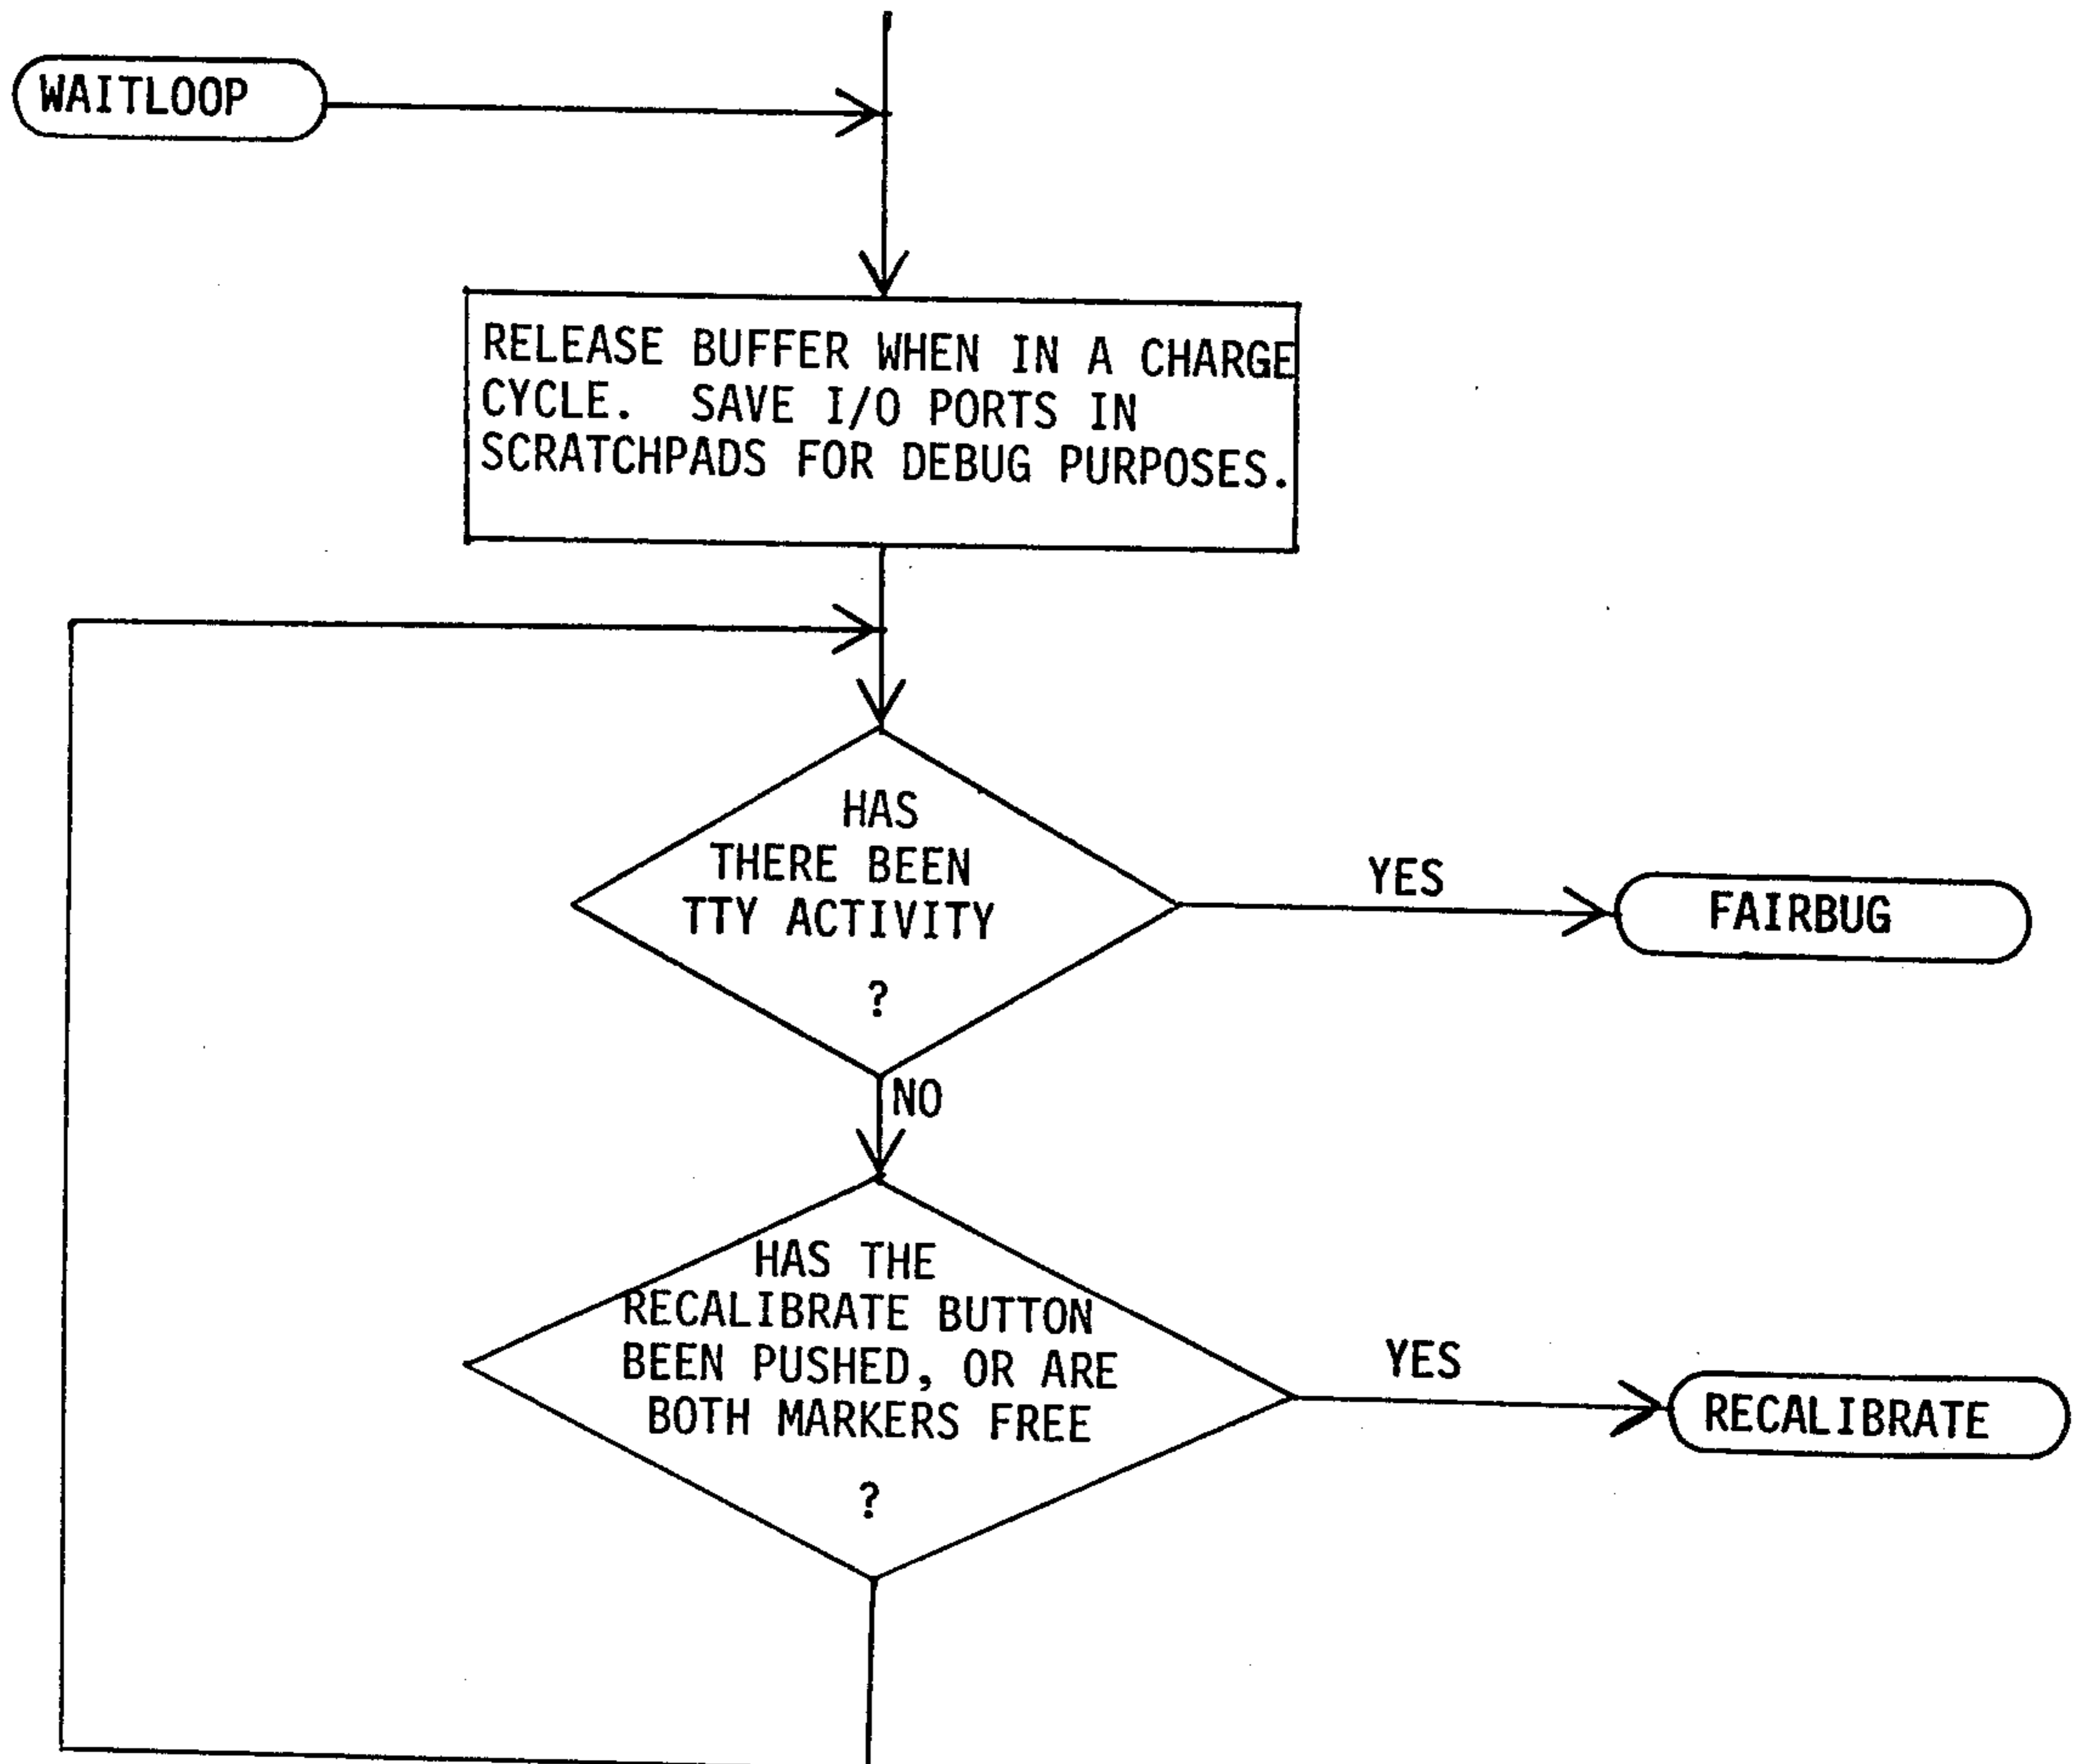 WAITLOOP
RELEASE BUFFER WHEN IN A CHARGE
CYCLE. SAVE I/O PORTS IN
SCRATCHPADS FOR DEBUG PURPOSES.
HAS
THERE BEEN
TTY ACTIVITY
?
YES
FAIRBUG
NO
HAS THE
RECALIBRATE BUTTON
BEEN PUSHED, OR ARE
BOTH MARKERS FREE
?
YES
RECALIBRATE